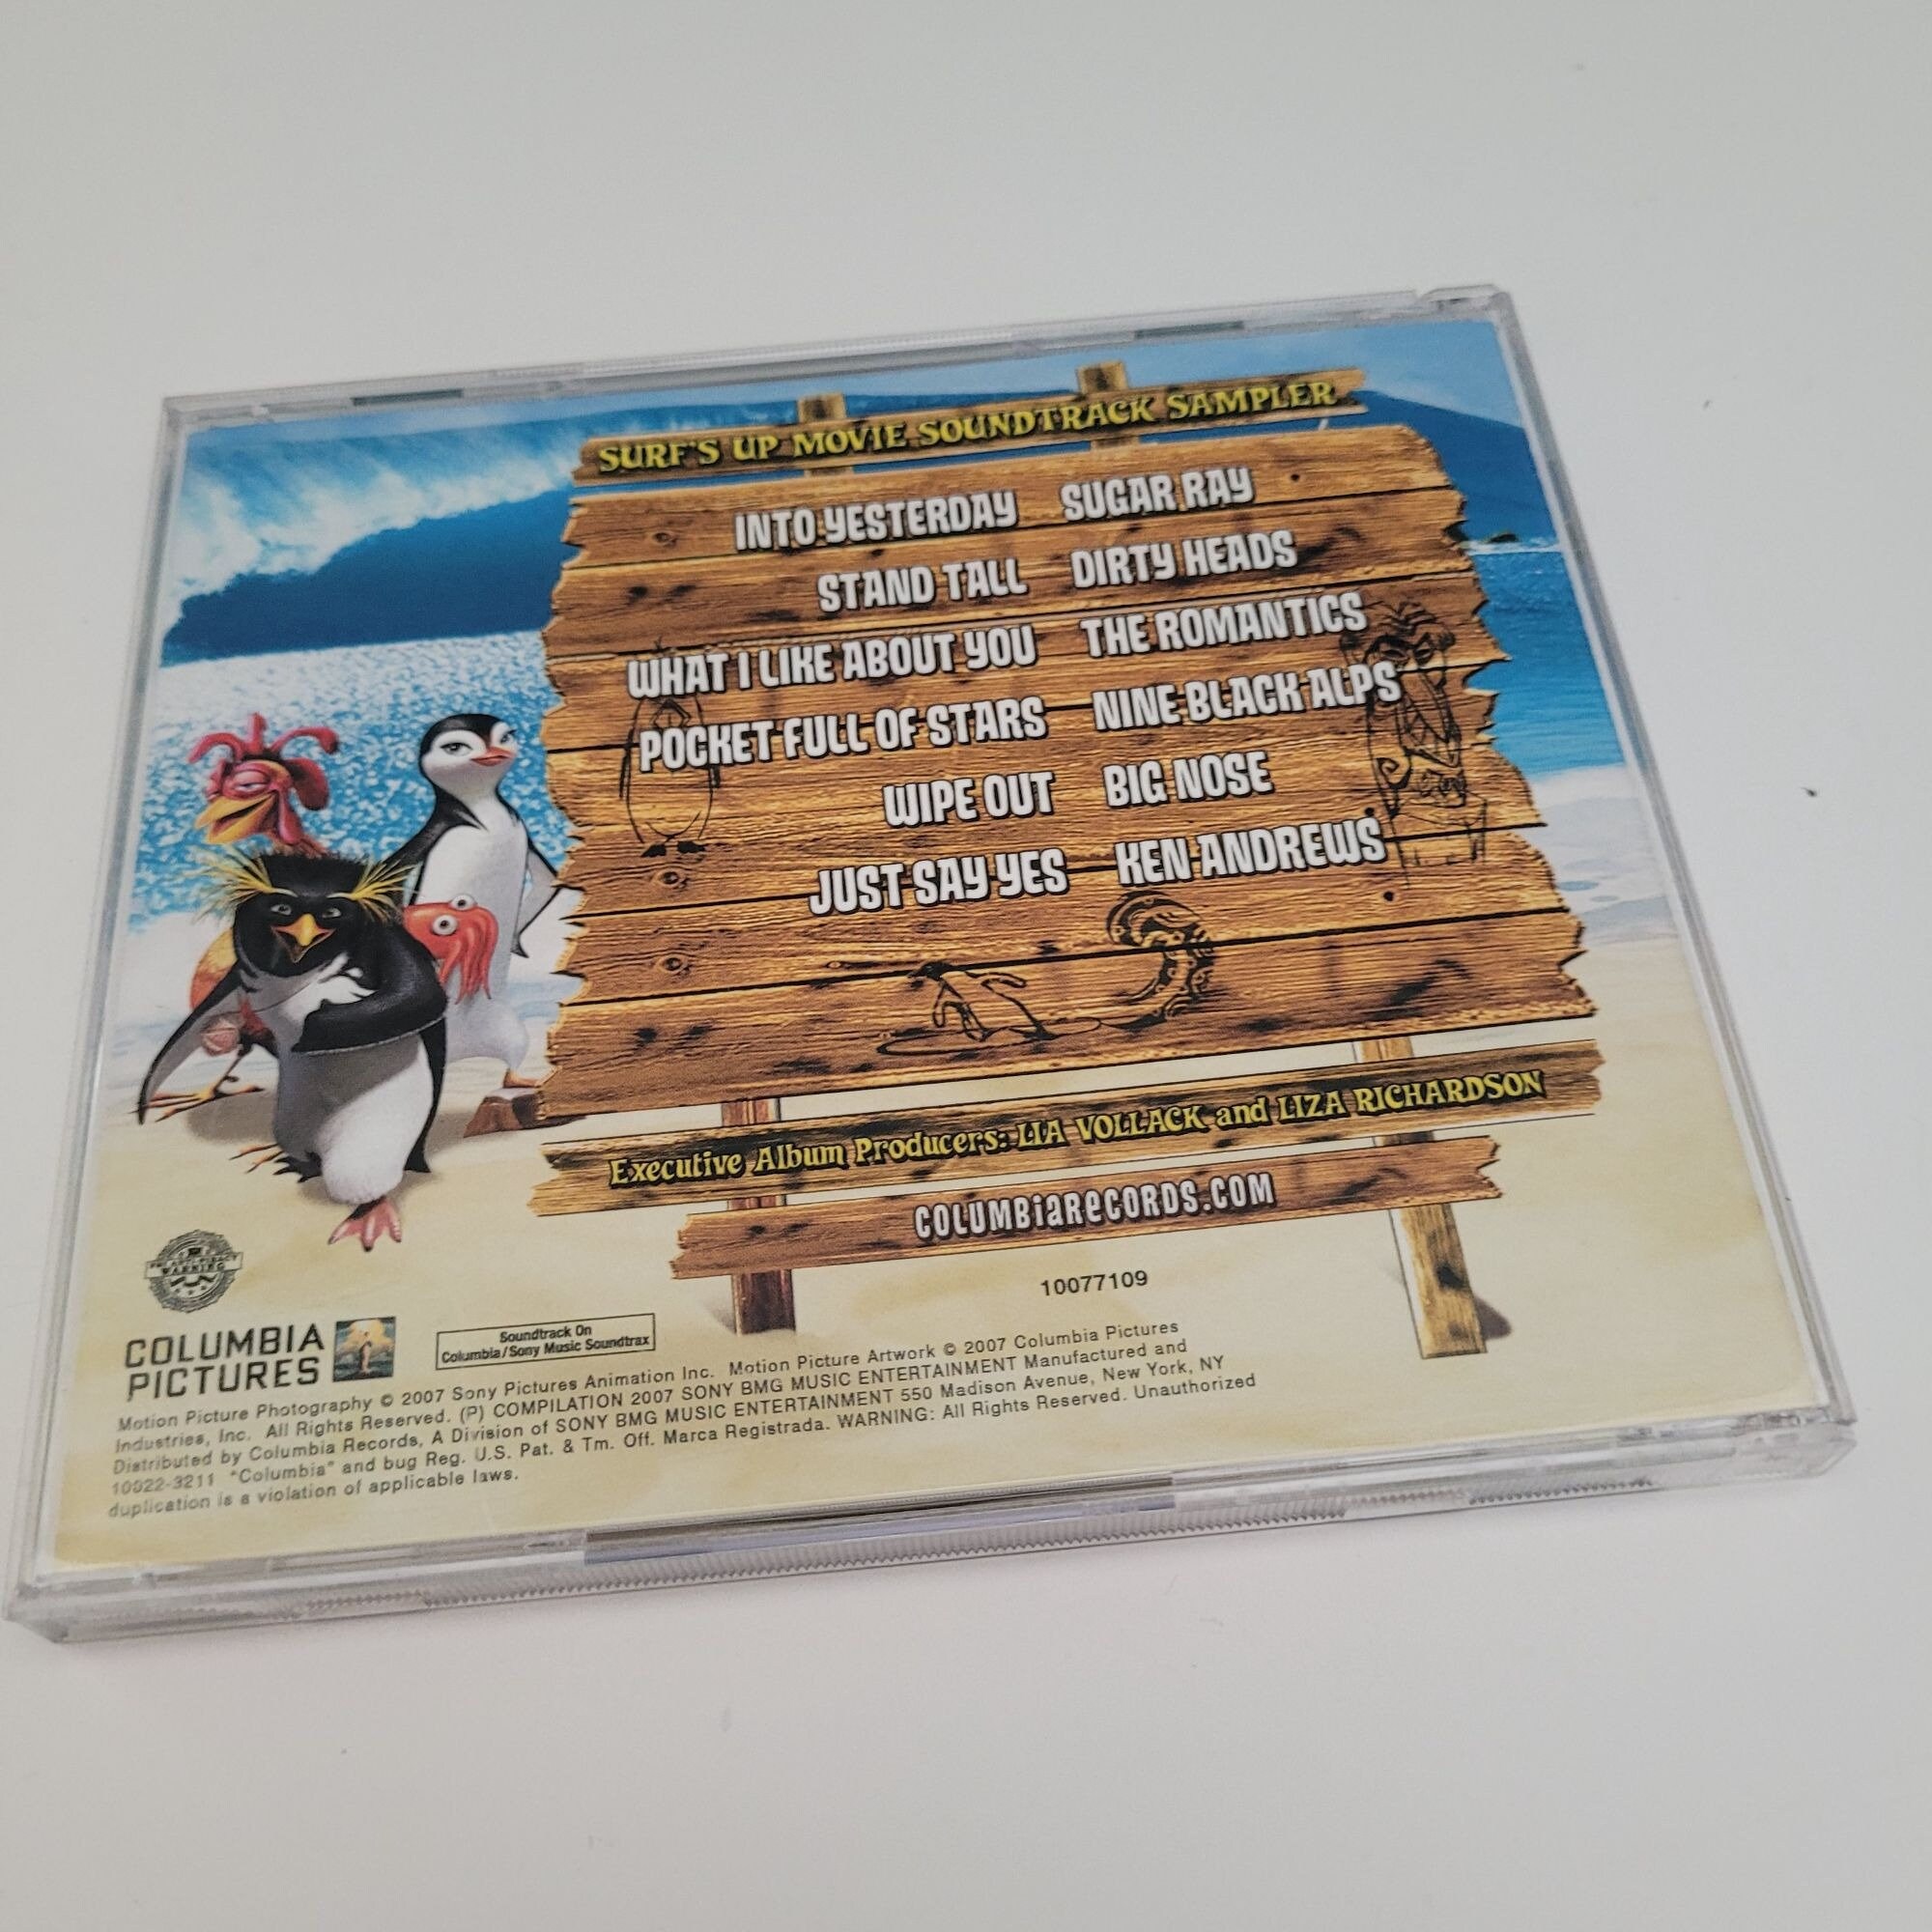 SURF'S UP MOVIE SOUNDTRACK SAMPLER
INTO YESTERDAY SUGAR RAY
STAND TALL DIRTY HEADS
WHAT I LIKE ABOUT YOU THE ROMANTICS
POCKET FULL OF STARS NINE BLACK ALPS
WIPE OUT BIG NOSE
JUST SAY YES KEN ANDREWS
Executive Album Producers: LIA VOLLACK and LIZA RICHARDSON
COLUMBiaReCORDS.COM
10077109
WARNING
COLUMBIA
PICTURES
Soundtrack On
Columbia/Sony Music Soundtrax
Motion Picture Photography © 2007 Sony Pictures Animation Inc. Motion Picture Artwork © 2007 Columbia Pictures
Industries, Inc. All Rights Reserved. (P) COMPILATION 2007 SONY BMG MUSIC ENTERTAINMENT Manufactured and
Distributed by Columbia Records, A Division of SONY BMG MUSIC ENTERTAINMENT 550 Madison Avenue, New York, NY
10022-3211 "Columbia" and bug Reg. U.S. Pat. & Tm. Off. Marca Registrada. WARNING: All Rights Reserved. Unauthorized
duplication is a violation of applicable laws.